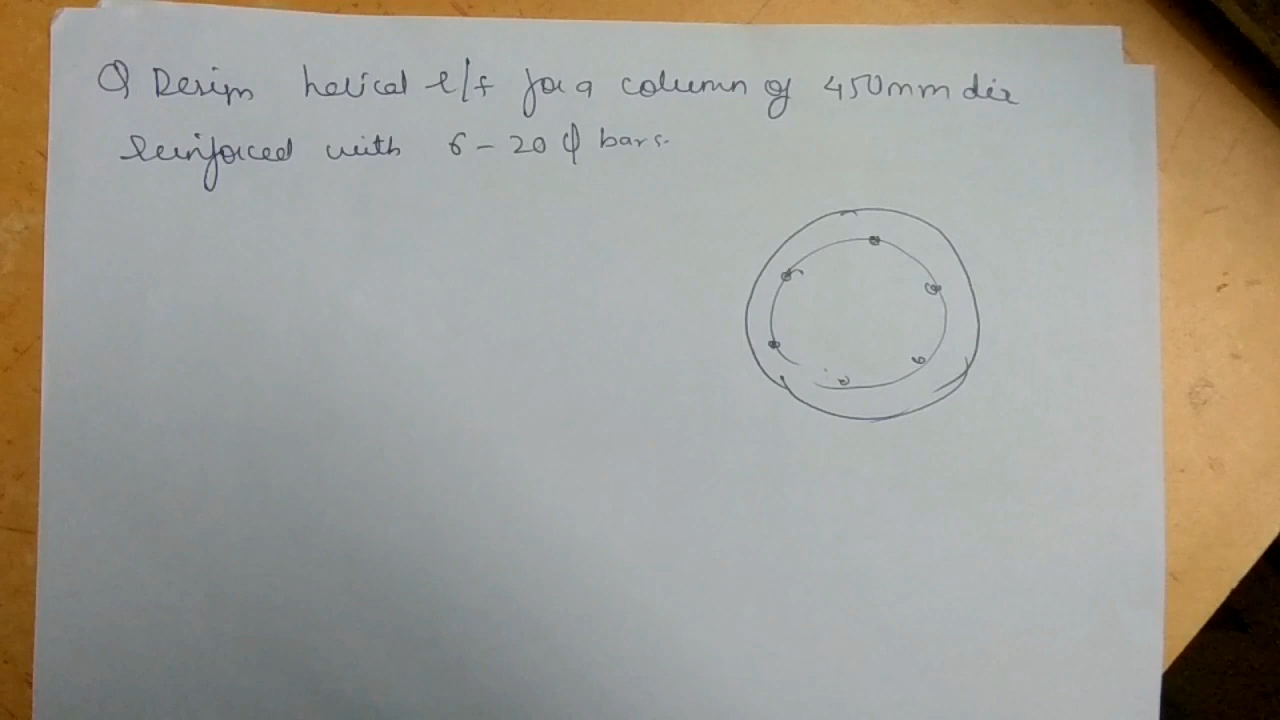 Q Design helical r/f for a column of 450mm dia
reinforced with 6 - 20 ϕ bars.